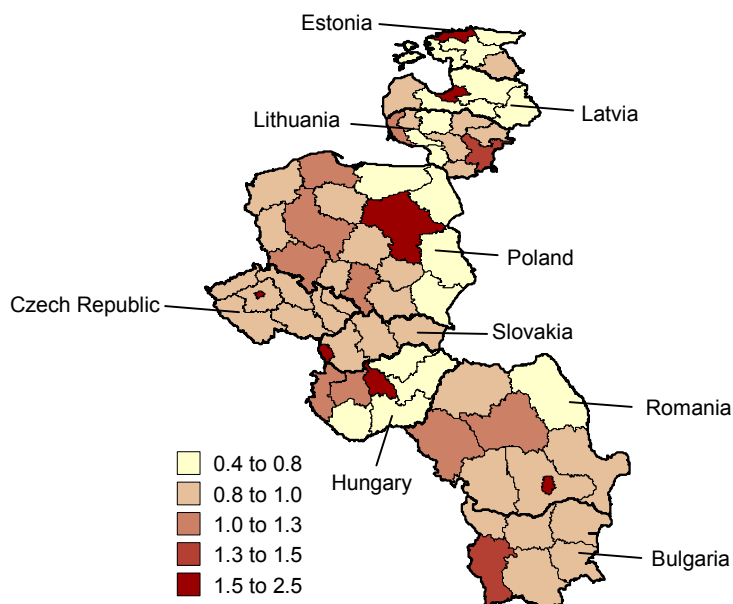 Estonia
Latvia
Lithuania
Poland
Czech Republic
Slovakia
Romania
Hungary
Bulgaria
0.4 to 0.8
0.8 to 1.0
1.0 to 1.3
1.3 to 1.5
1.5 to 2.5